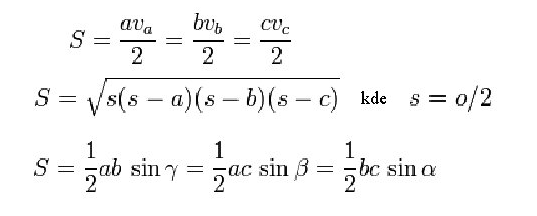 S = av_a/2 = bv_b/2 = cv_c/2
S = √(s(s − a)(s − b)(s − c)) kde s = o/2
S = 1/2 ab sin γ = 1/2 ac sin β = 1/2 bc sin α